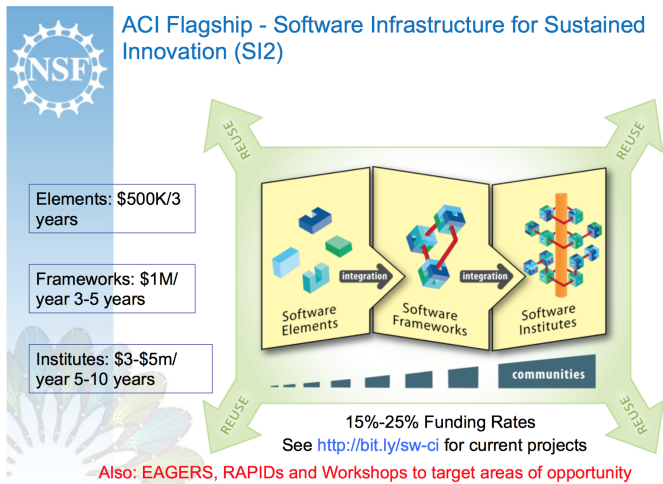 ACI Flagship - Software Infrastructure for Sustained
Innovation (SI2)
NSF
REUSE
REUSE
Elements: $500K/3
years
Frameworks: $1M/
year 3-5 years
Institutes: $3-$5m/
year 5-10 years
integration
integration
Software
Elements
Software
Frameworks
Software
Institutes
communities
REUSE
REUSE
15%-25% Funding Rates
See http://bit.ly/sw-ci for current projects
Also: EAGERS, RAPIDs and Workshops to target areas of opportunity